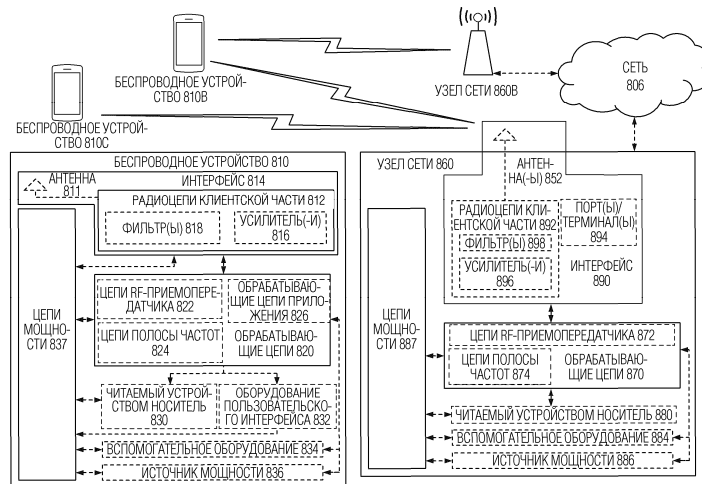 БЕСПРОВОДНОЕ УСТРОЙ-
СТВО 810B
БЕСПРОВОДНОЕ УСТРОЙ-
СТВО 810C
УЗЕЛ СЕТИ 860B
СЕТЬ
806
БЕСПРОВОДНОЕ УСТРОЙСТВО 810
АНТЕННА
811
ИНТЕРФЕЙС 814
РАДИОЦЕПИ КЛИЕНТСКОЙ ЧАСТИ 812
ФИЛЬТР(Ы) 818
УСИЛИТЕЛЬ(-И)
816
ЦЕПИ
МОЩНО-
СТИ 837
ЦЕПИ RF-ПРИЕМОПЕРЕ-
ДАТЧИКА 822
ОБРАБАТЫВАЮ-
ЩИЕ ЦЕПИ ПРИЛО-
ЖЕНИЯ 826
ЦЕПИ ПОЛОСЫ ЧАСТОТ
824
ОБРАБАТЫВАЮ-
ЩИЕ ЦЕПИ 820
ЧИТАЕМЫЙ УСТРОЙ-
СТВОМ НОСИТЕЛЬ
830
ОБОРУДОВАНИЕ
ПОЛЬЗОВАТЕЛЬСКО-
ГО ИНТЕРФЕЙСА 832
ВСПОМОГАТЕЛЬНОЕ ОБОРУДОВАНИЕ 834
ИСТОЧНИК МОЩНОСТИ 836
УЗЕЛ СЕТИ 860
АНТЕН-
НА(-Ы) 852
РАДИОЦЕПИ КЛИ-
ЕНТСКОЙ ЧАСТИ 892
ФИЛЬТР(Ы) 898
УСИЛИТЕЛЬ(-И)
896
ПОРТ(Ы)/
ТЕРМИНАЛ(Ы)
894
ИНТЕРФЕЙС
890
ЦЕПИ
МОЩНО-
СТИ 887
ЦЕПИ RF-ПРИЕМОПЕРЕДАТЧИКА 872
ЦЕПИ ПОЛОСЫ
ЧАСТОТ 874
ОБРАБАТЫВАЮ-
ЩИЕ ЦЕПИ 870
ЧИТАЕМЫЙ УСТРОЙСТВОМ НОСИТЕЛЬ 880
ВСПОМОГАТЕЛЬНОЕ ОБОРУДОВАНИЕ 884
ИСТОЧНИК МОЩНОСТИ 886